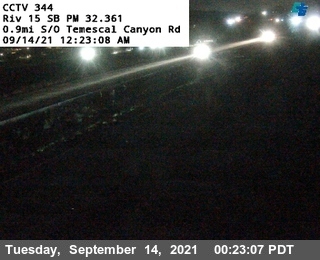 CCTV 344
Riv 15 SB PM 32.361
0.9mi S/O Temescal Canyon Rd
09/14/21 12:23:08 AM
Tuesday, September 14, 2021 00:23:07 PDT